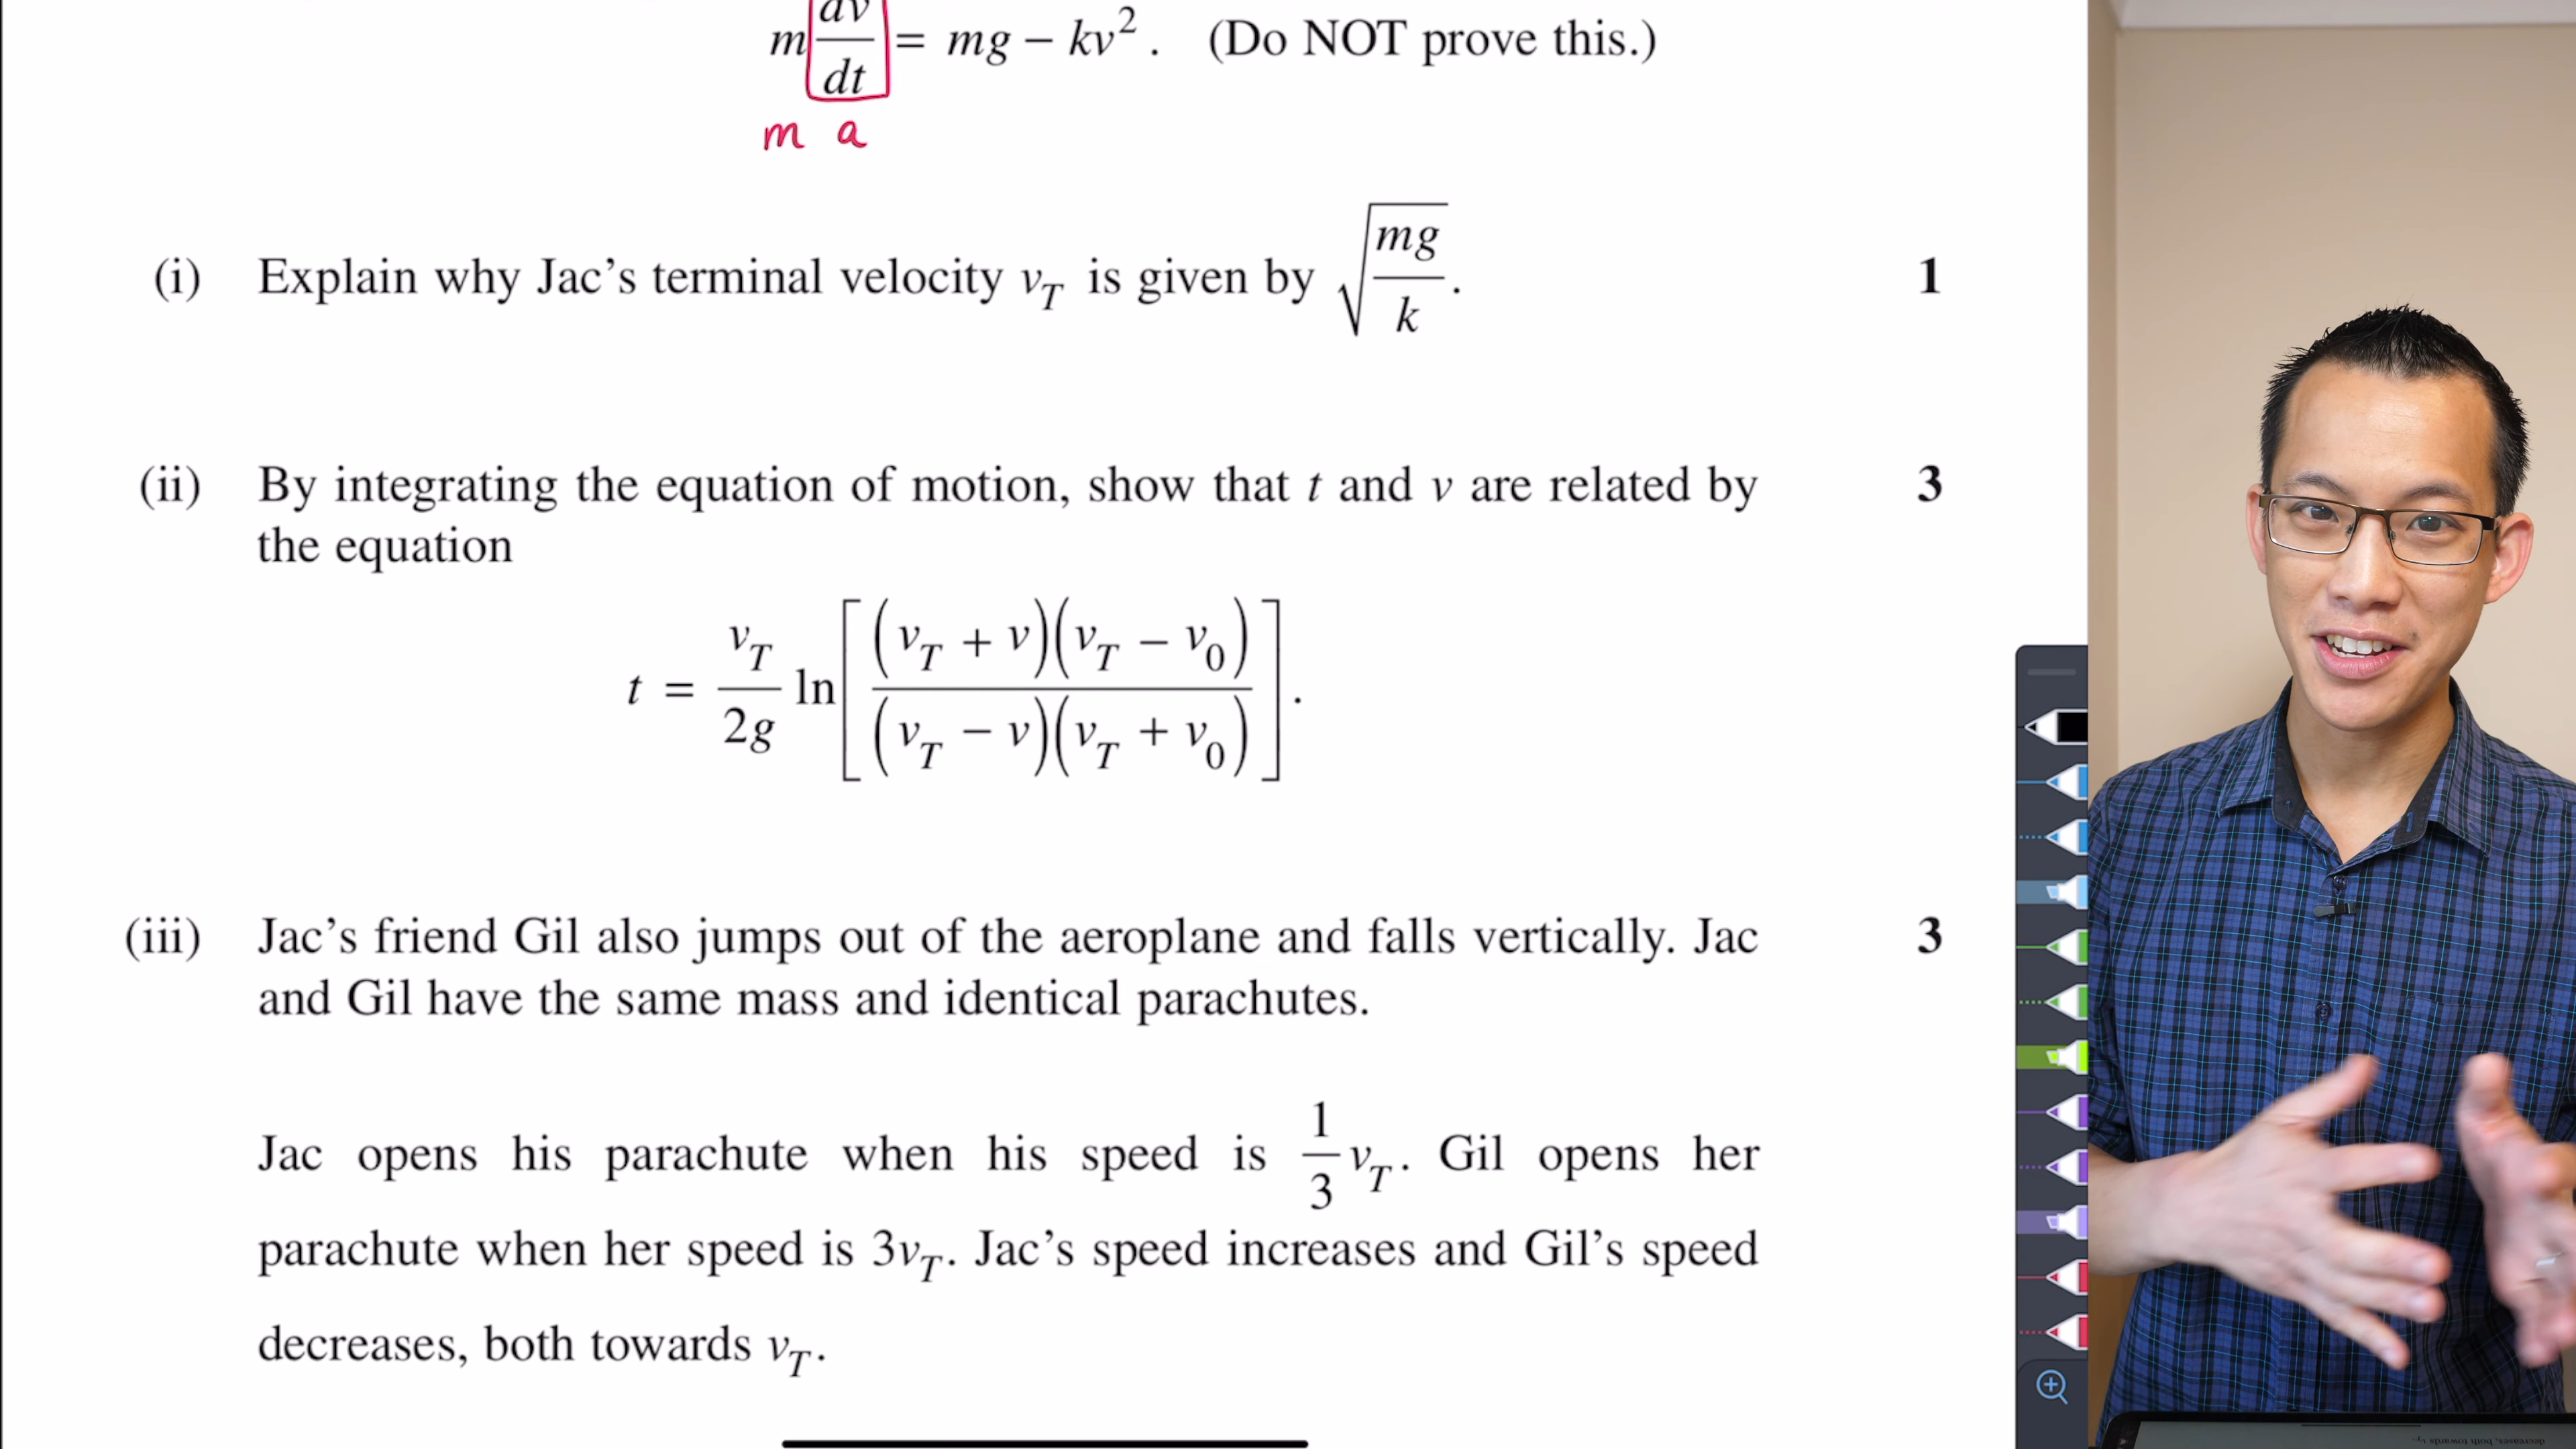 m dv/dt = mg − kv². (Do NOT prove this.)
m a
(i) Explain why Jac’s terminal velocity v_T is given by √(mg/k). 1
(ii) By integrating the equation of motion, show that t and v are related by 3
the equation
t = v_T/2g ln[(v_T + v)(v_T − v_0)/(v_T − v)(v_T + v_0)].
(iii) Jac’s friend Gil also jumps out of the aeroplane and falls vertically. Jac 3
and Gil have the same mass and identical parachutes.
Jac opens his parachute when his speed is 1/3 v_T. Gil opens her
parachute when her speed is 3v_T. Jac’s speed increases and Gil’s speed
decreases, both towards v_T.